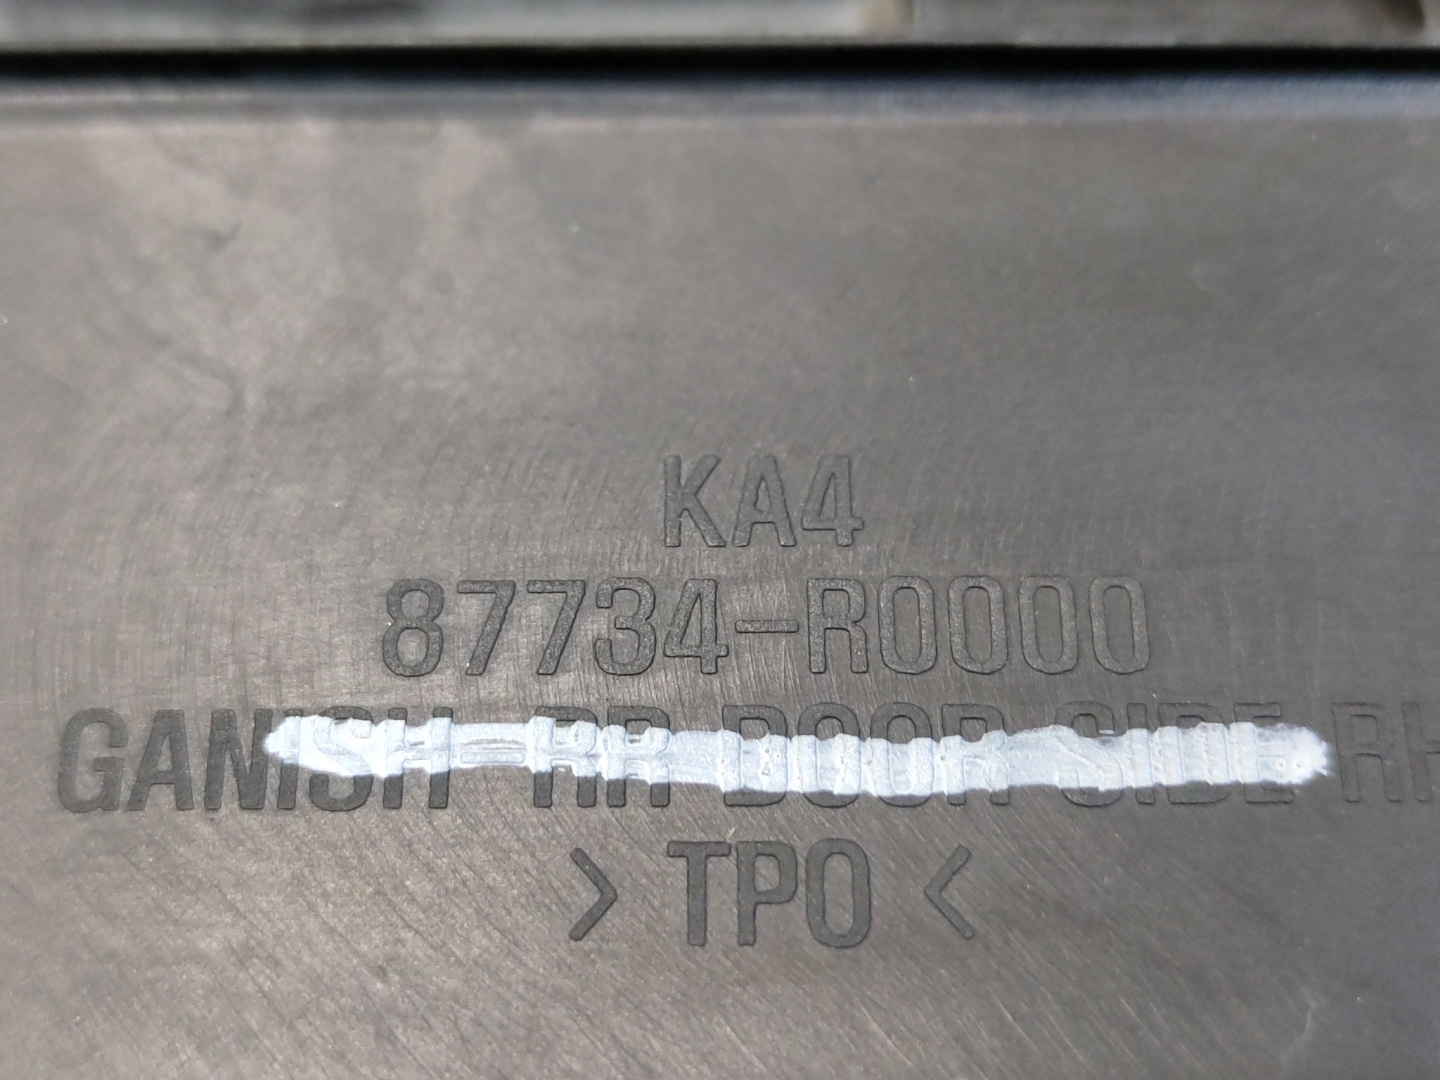 KA4
87734-R0000
GANISH-RR DOOR SIDE RH
> TPO <